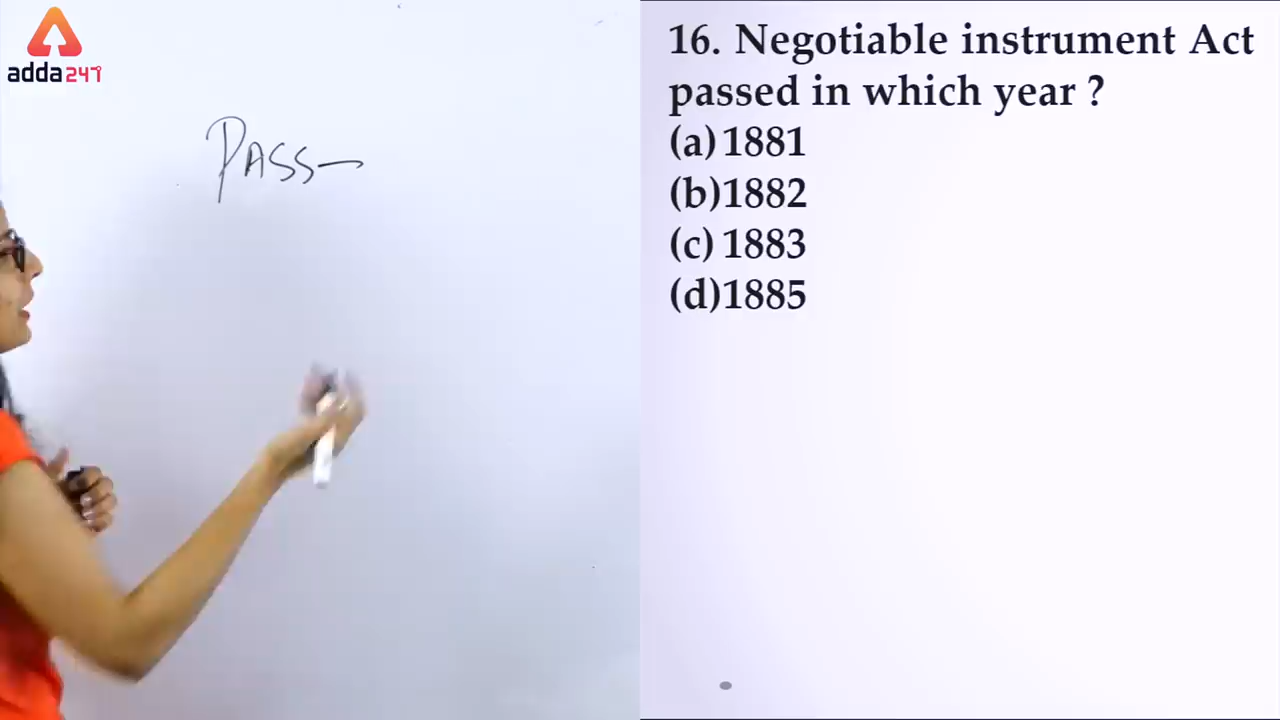 adda247
PASS—
16. Negotiable instrument Act
passed in which year ?
(a) 1881
(b) 1882
(c) 1883
(d) 1885